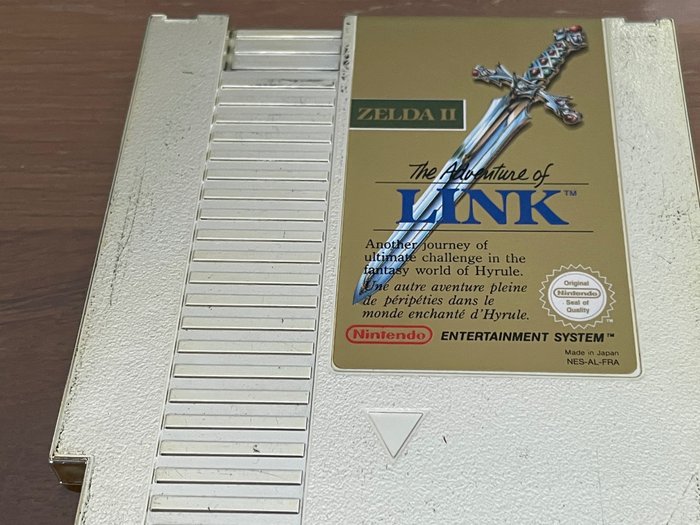 ZELDA II
The Adventure of
LINK™
Another journey of
ultimate challenge in the
fantasy world of Hyrule.
Une autre aventure pleine
de péripéties dans le
monde enchanté d'Hyrule.
Original
Nintendo
Seal of
Quality
TM
Nintendo ENTERTAINMENT SYSTEM™
Made in Japan
NES-AL-FRA